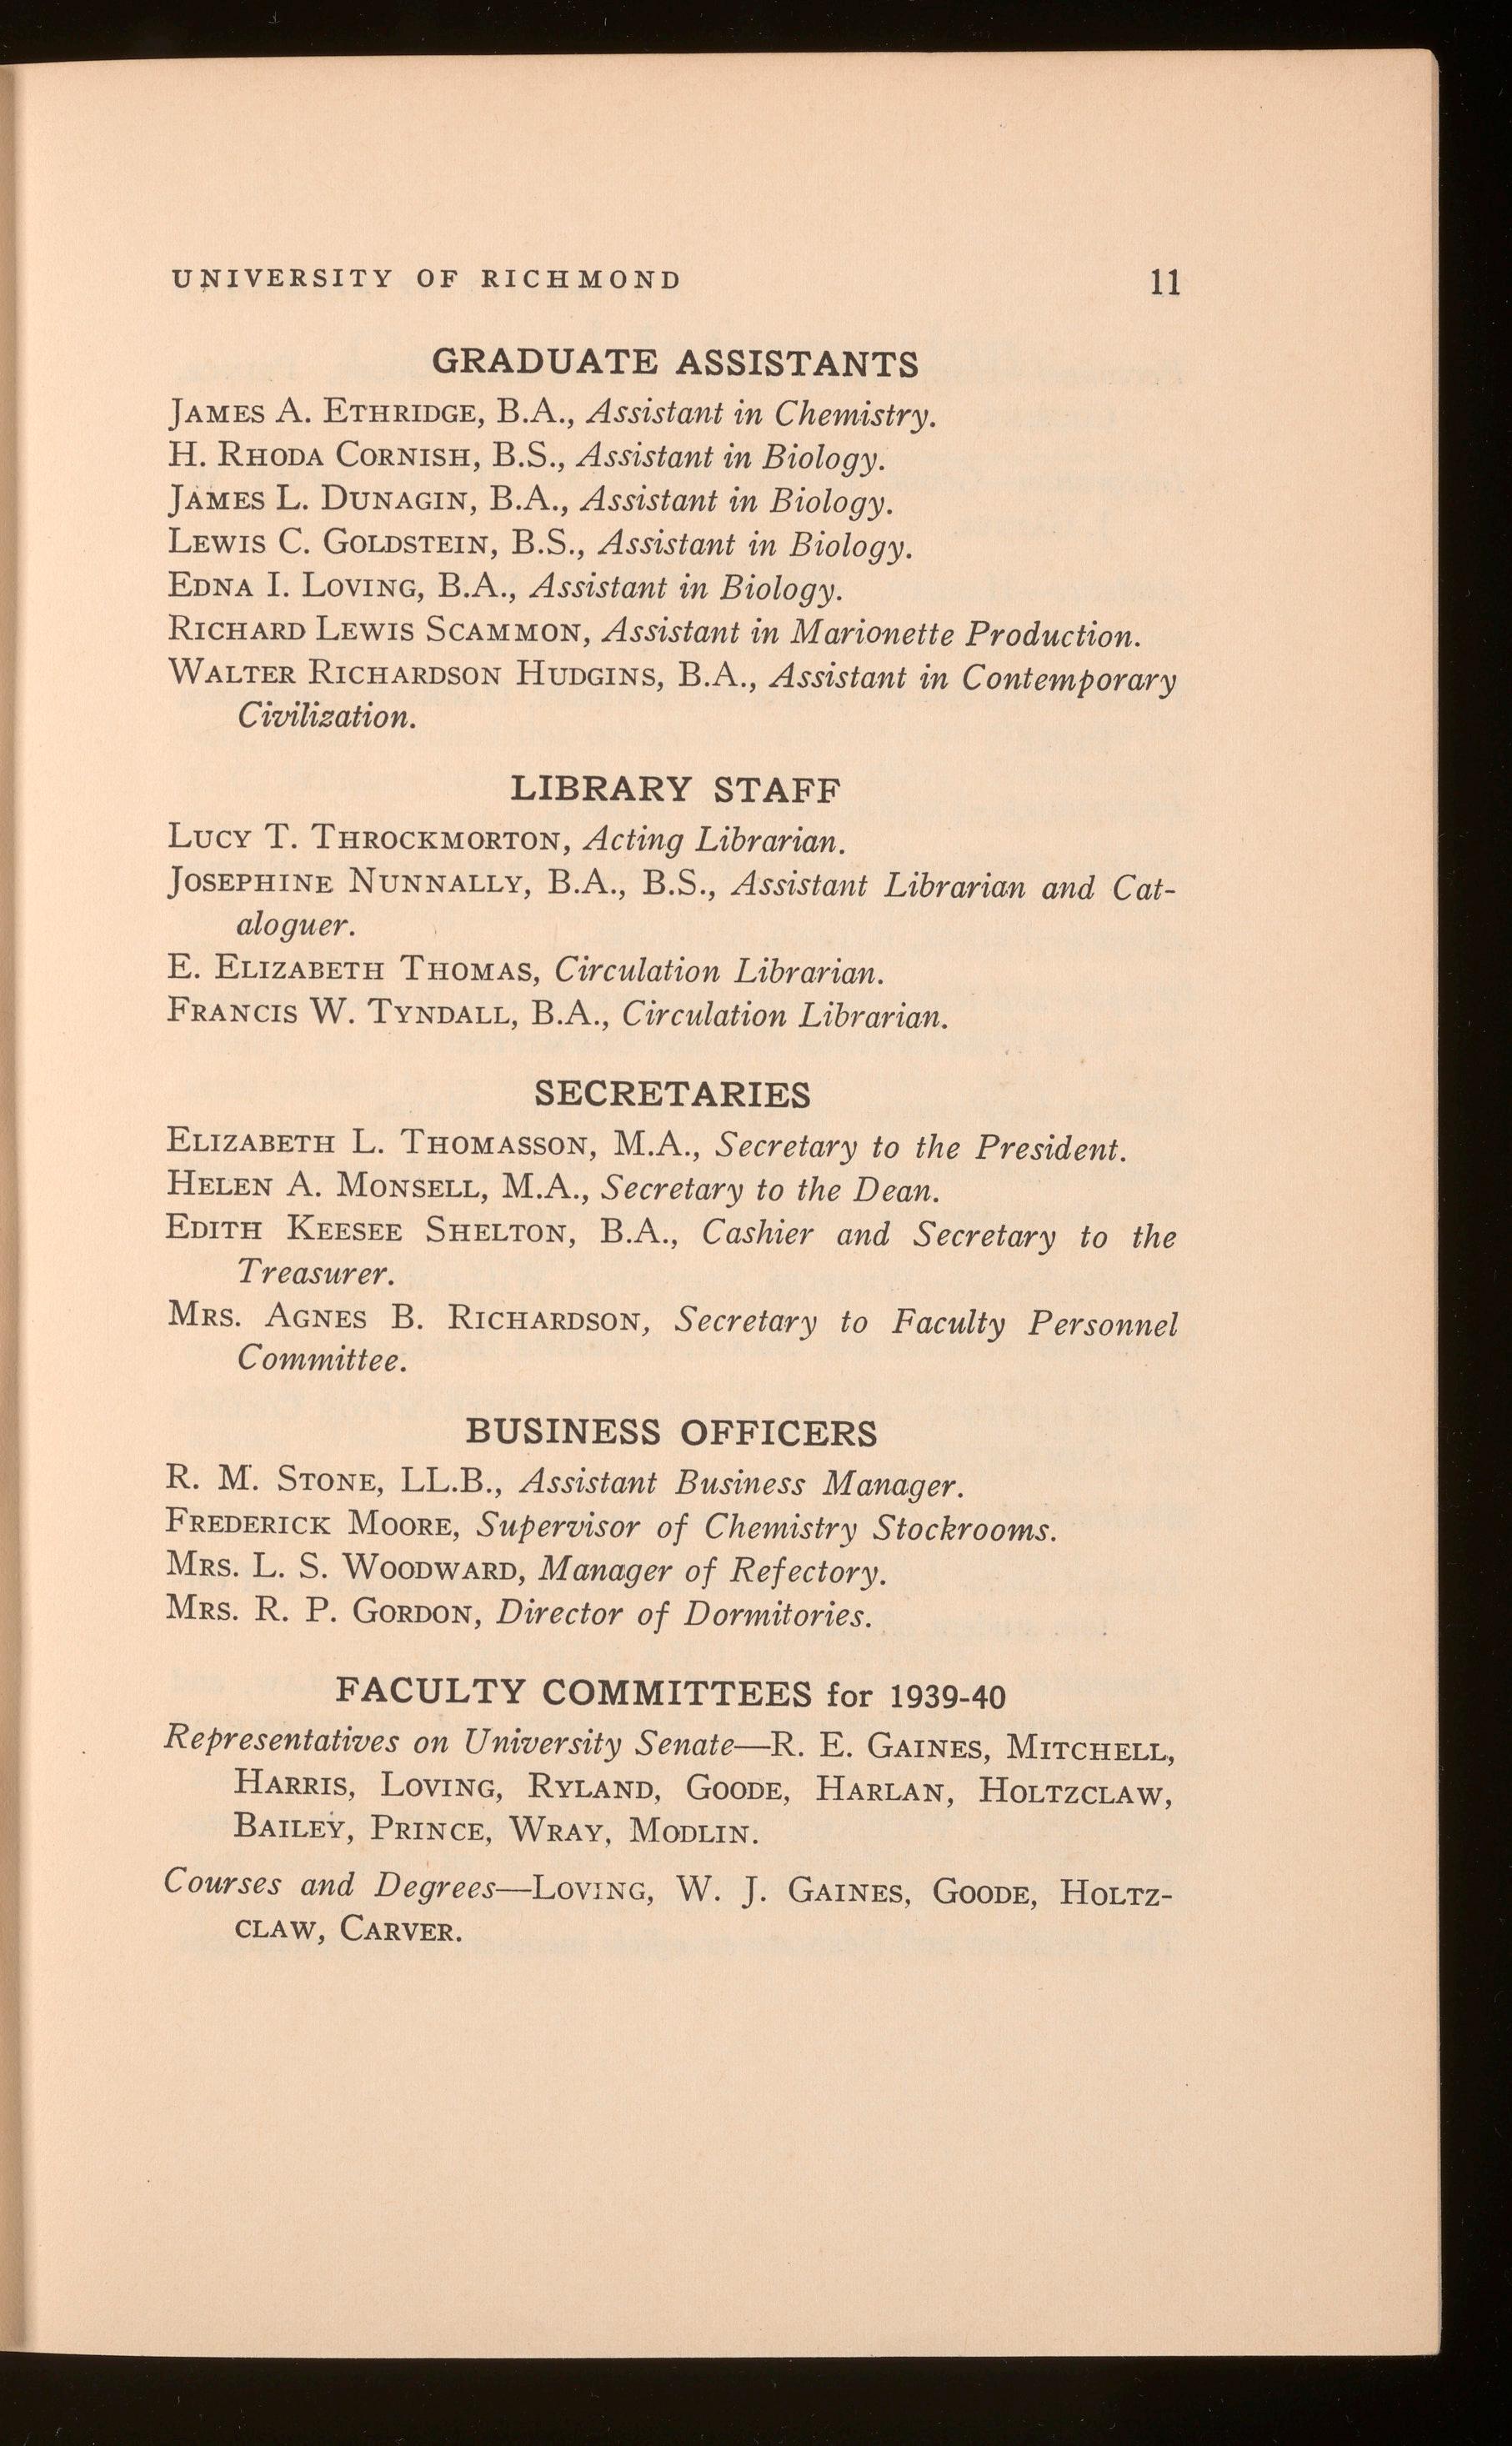 UNIVERSITY OF RICHMOND 11
GRADUATE ASSISTANTS
JAMES A. ETHRIDGE, B.A., Assistant in Chemistry.
H. RHODA CORNISH, B.S., Assistant in Biology.
JAMES L. DUNAGIN, B.A., Assistant in Biology.
LEWIS C. GOLDSTEIN, B.S., Assistant in Biology.
EDNA I. LOVING, B.A., Assistant in Biology.
RICHARD LEWIS SCAMMON, Assistant in Marionette Production.
WALTER RICHARDSON HUDGINS, B.A., Assistant in Contemporary
Civilization.
LIBRARY STAFF
LUCY T. THROCKMORTON, Acting Librarian.
JOSEPHINE NUNNALLY, B.A., B.S., Assistant Librarian and Cat-
aloguer.
E. ELIZABETH THOMAS, Circulation Librarian.
FRANCIS W. TYNDALL, B.A., Circulation Librarian.
SECRETARIES
ELIZABETH L. THOMASSON, M.A., Secretary to the President.
HELEN A. MONSELL, M.A., Secretary to the Dean.
EDITH KEESEE SHELTON, B.A., Cashier and Secretary to the
Treasurer.
MRS. AGNES B. RICHARDSON, Secretary to Faculty Personnel
Committee.
BUSINESS OFFICERS
R. M. STONE, LL.B., Assistant Business Manager.
FREDERICK MOORE, Supervisor of Chemistry Stockrooms.
MRS. L. S. WOODWARD, Manager of Refectory.
MRS. R. P. GORDON, Director of Dormitories.
FACULTY COMMITTEES for 1939-40
Representatives on University Senate—R. E. GAINES, MITCHELL,
HARRIS, LOVING, RYLAND, GOODE, HARLAN, HOLTZCLAW,
BAILEY, PRINCE, WRAY, MODLIN.
Courses and Degrees—LOVING, W. J. GAINES, GOODE, HOLTZ-
CLAW, CARVER.